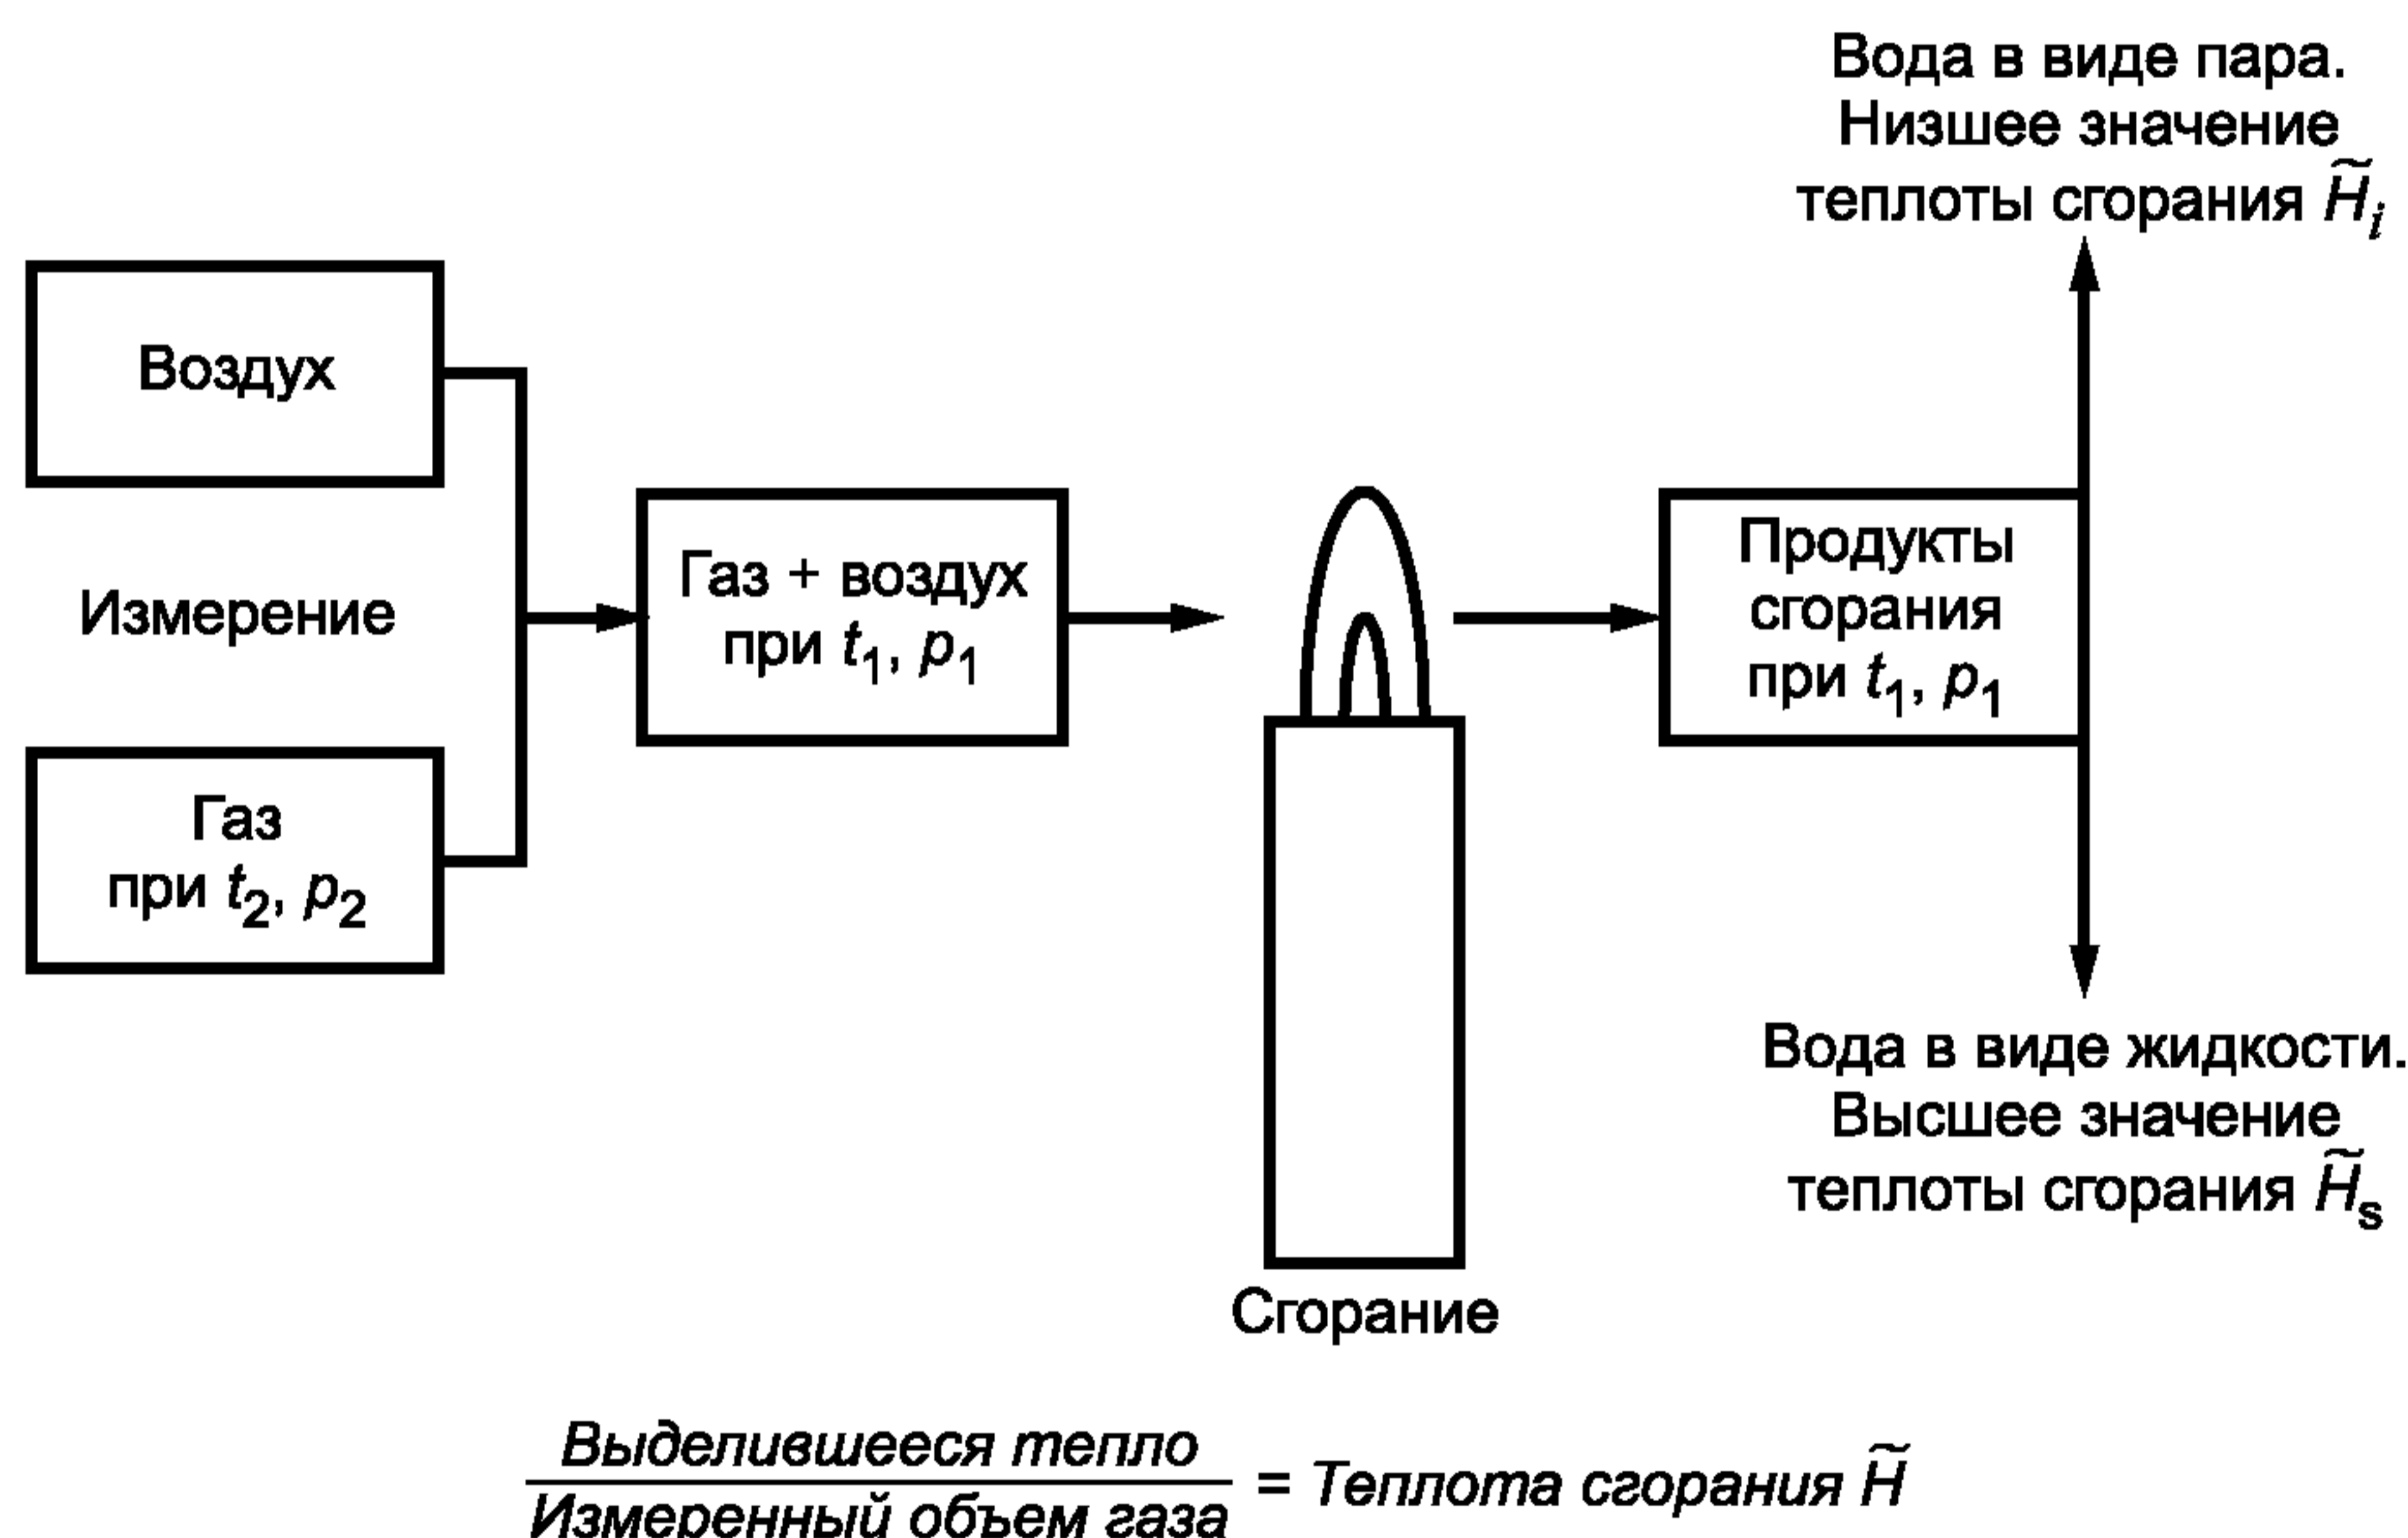 Вода в виде пара.
Низшее значение
теплоты сгорания H̃i
Воздух
Измерение
Газ
при t2, p2
Газ + воздух
при t1, p1
Сгорание
Продукты
сгорания
при t1, p1
Вода в виде жидкости.
Высшее значение
теплоты сгорания H̃s
Выделившееся тепло
Измеренный объем газа
= Теплота сгорания H̃